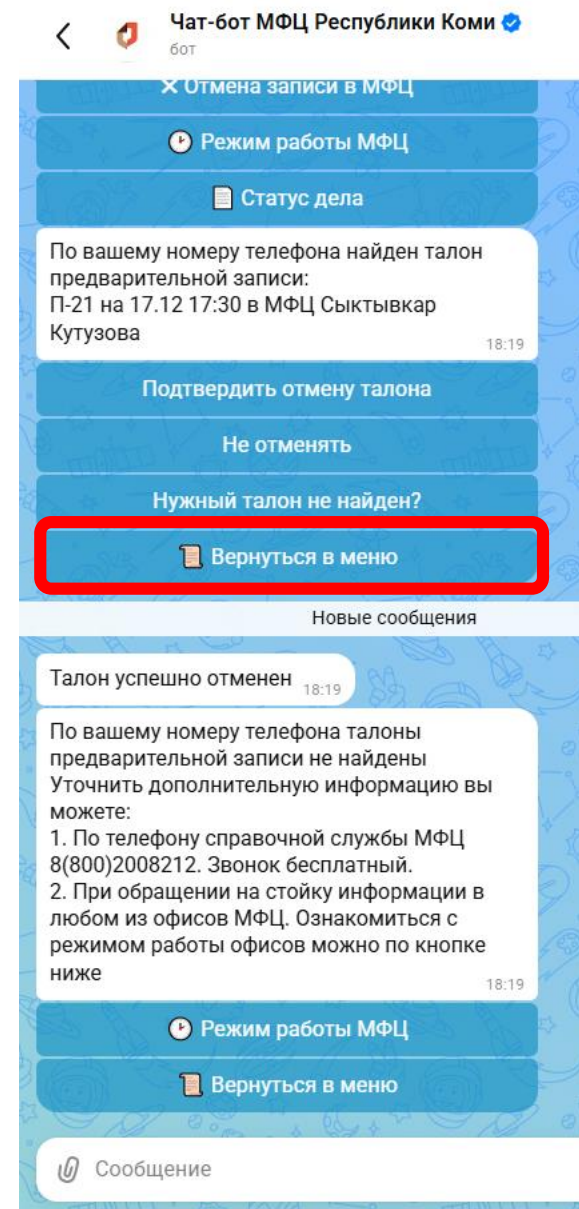 Чат-бот МФЦ Республики Коми
бот
Отмена записи в МФЦ
Режим работы МФЦ
Статус дела
По вашему номеру телефона найден талон
предварительной записи:
П-21 на 17.12 17:30 в МФЦ Сыктывкар
Кутузова
18:19
Подтвердить отмену талона
Не отменять
Нужный талон не найден?
Вернуться в меню
Новые сообщения
Талон успешно отменен 18:19
По вашему номеру телефона талоны
предварительной записи не найдены
Уточнить дополнительную информацию вы
можете:
1. По телефону справочной службы МФЦ
8(800)2008212. Звонок бесплатный.
2. При обращении на стойку информации в
любом из офисов МФЦ. Ознакомиться с
режимом работы офисов можно по кнопке
ниже
18:19
Режим работы МФЦ
Вернуться в меню
Сообщение